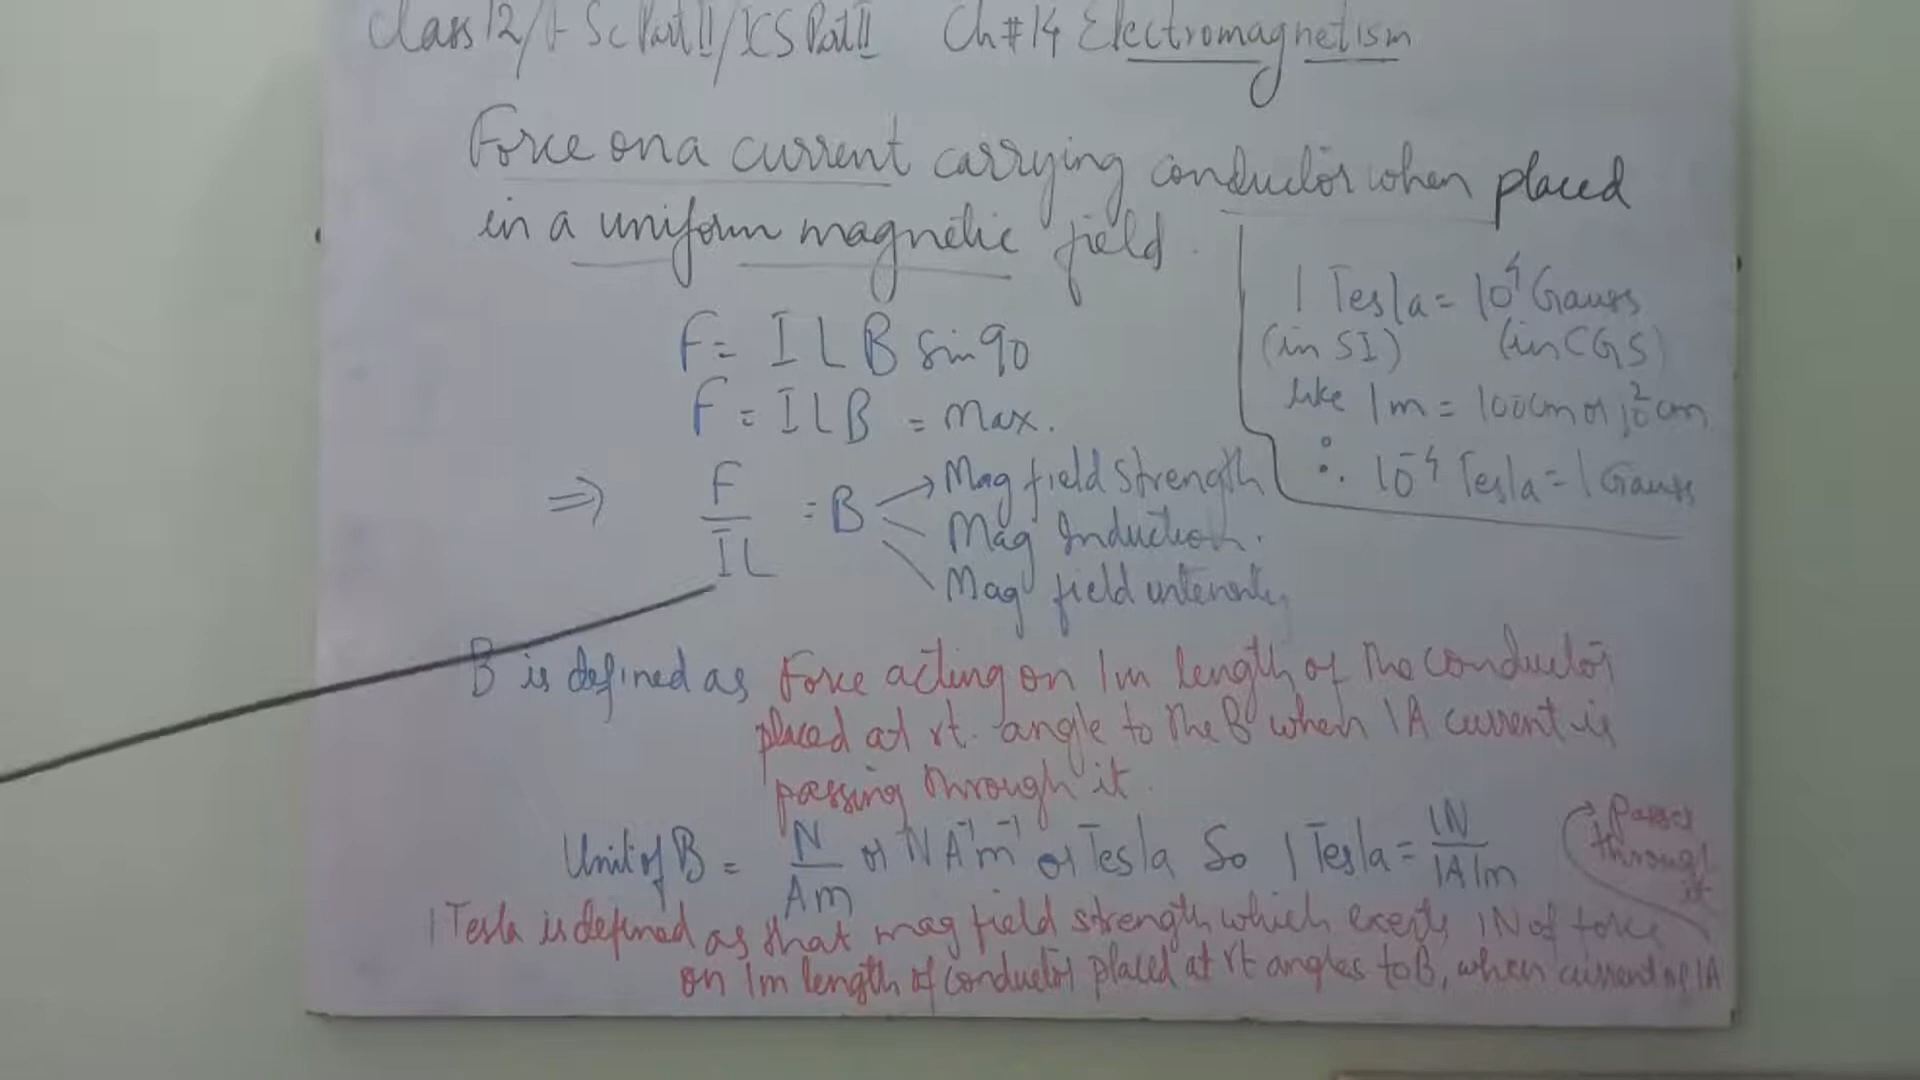 Class 12/F Sc Part II/ICS Part II Ch # 14 Electromagnetism
Force on a current carrying conductor when placed
in a uniform magnetic field.
F = I L B Sin 90
F = I L B = max.
⇒ F/IL = B → Mag field strength
Mag Induction.
Mag field intensity
1 Tesla = 10⁴ Gauss
(in SI) (in CGS)
like 1m = 100cm or 10² cm
∴ 10⁻⁴ Tesla = 1 Gauss
B is defined as Force acting on 1m length of the conductor
placed at rt. angle to the B when 1A current is
passing through it.
Unit of B = N/Am or N A⁻¹ m⁻¹ or Tesla So 1 Tesla = 1N/1A 1m
1 Tesla is defined as that mag field strength which exerts 1N of force
on 1m length of conductor placed at rt angles to B, when current of 1A
passes
through
it